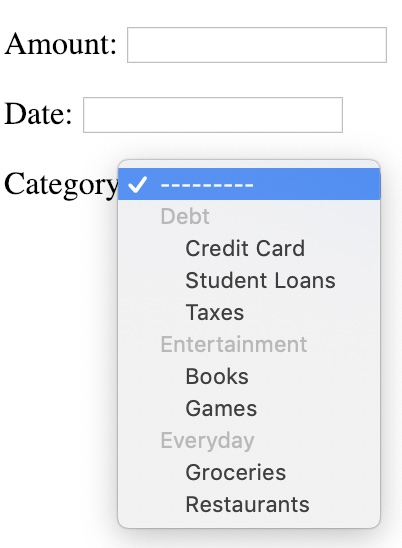 Amount:
Date:
Category
✓ ---------
Debt
Credit Card
Student Loans
Taxes
Entertainment
Books
Games
Everyday
Groceries
Restaurants